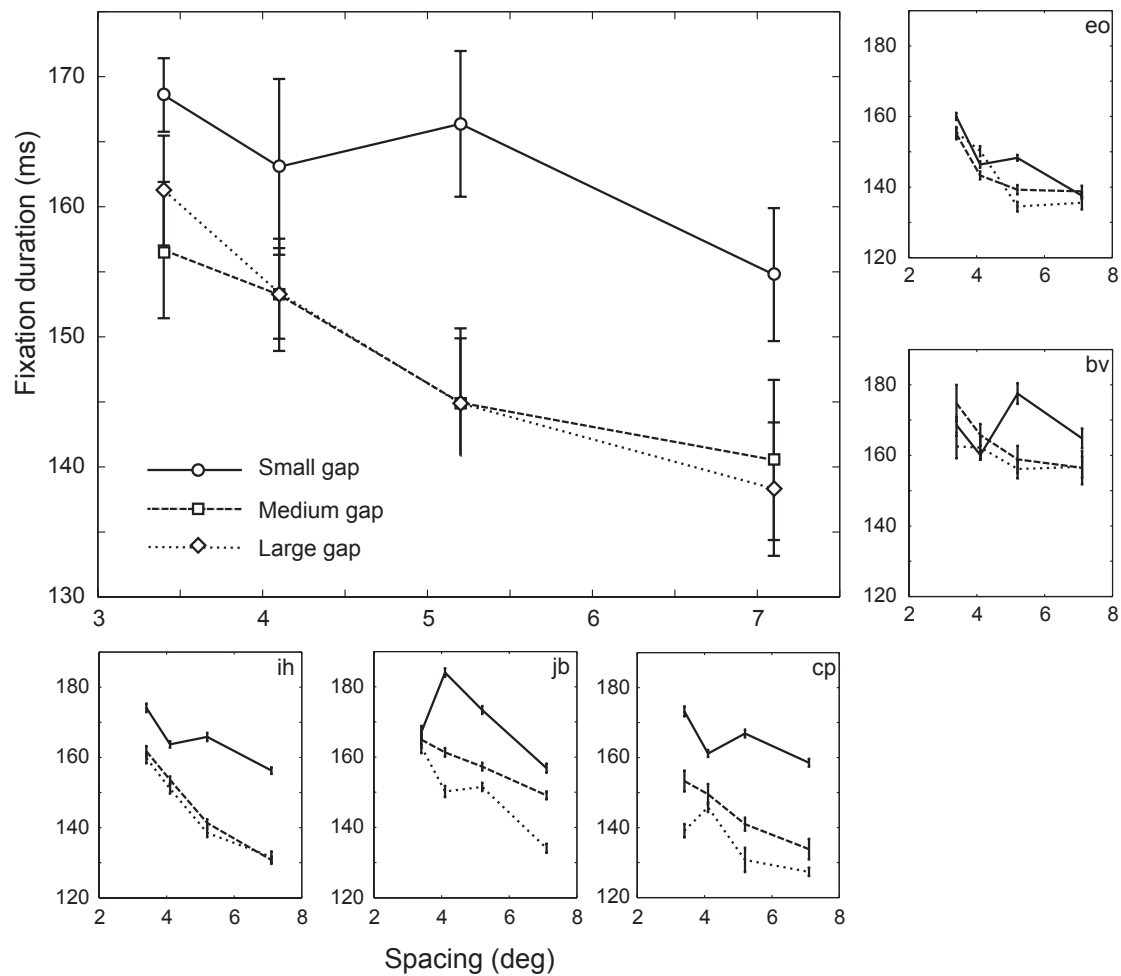 Fixation duration (ms)
170
160
150
140
130
3 4 5 6 7
Small gap
Medium gap
Large gap
eo
180
160
140
120
2 4 6 8
bv
180
160
140
120
2 4 6 8
ih
180
160
140
120
2 4 6 8
jb
180
160
140
120
2 4 6 8
cp
180
160
140
120
2 4 6 8
Spacing (deg)